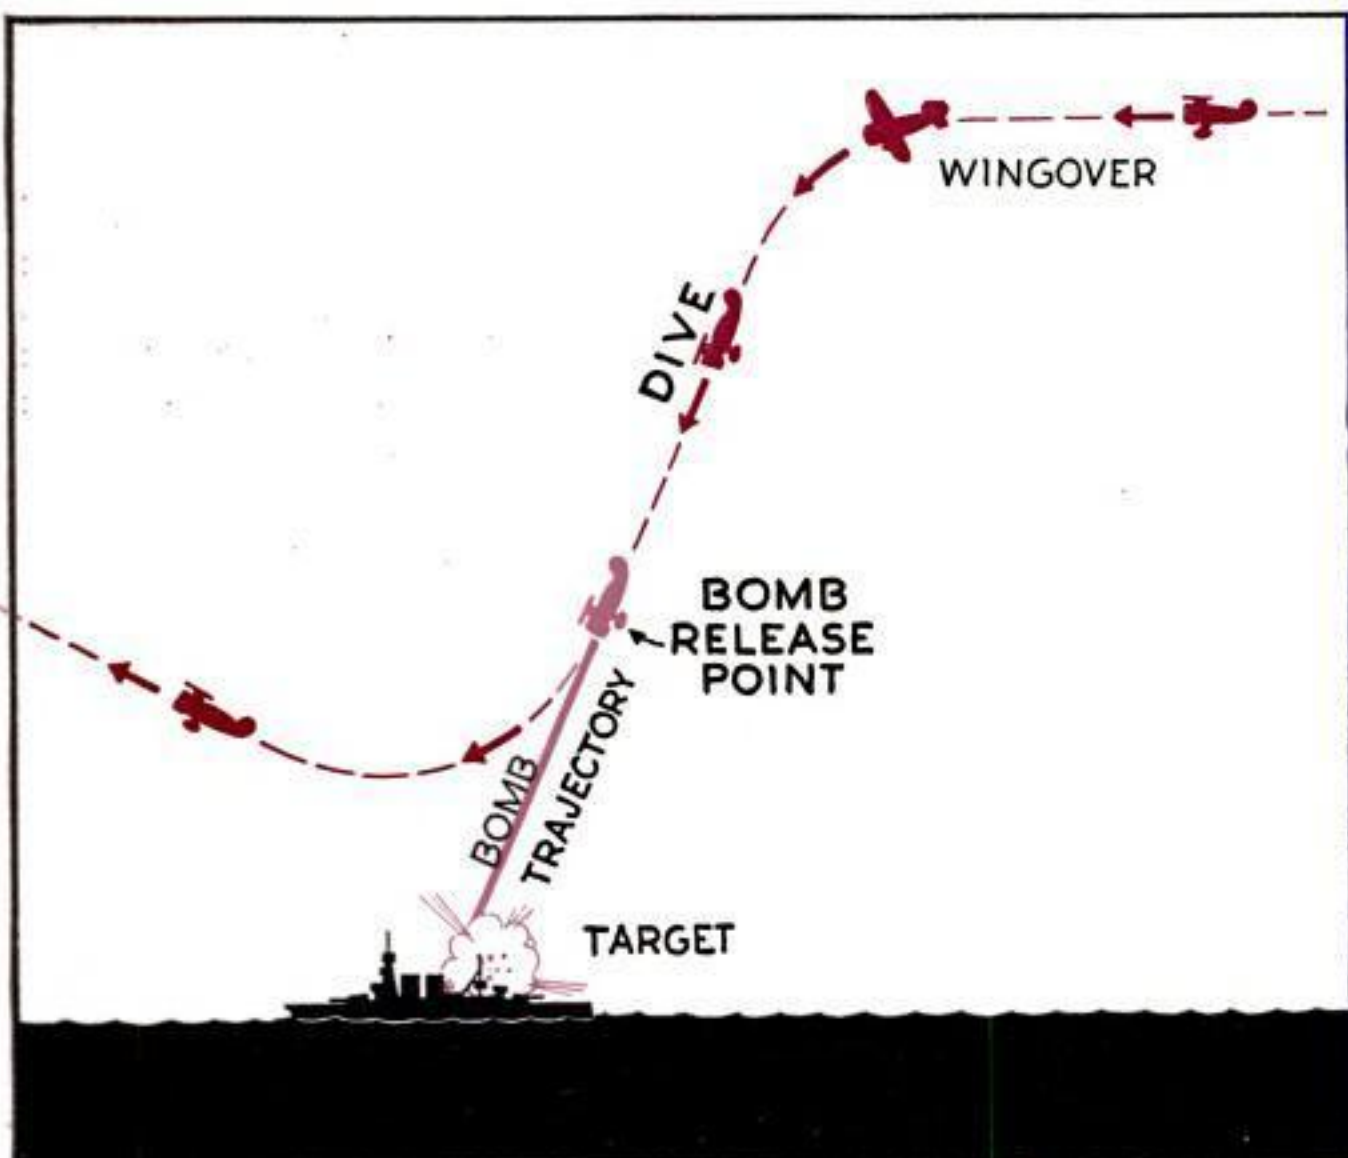 WINGOVER
DIVE
BOMB
RELEASE
POINT
BOMB
TRAJECTORY
TARGET